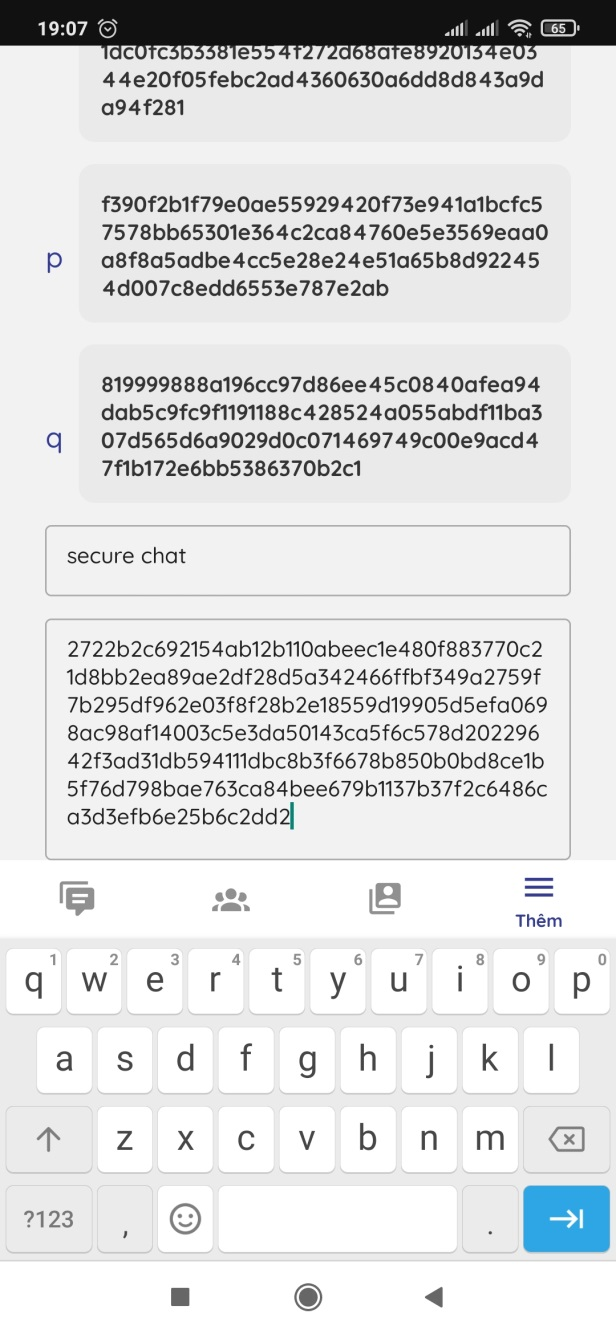 19:07
65
1dc0fc3b3381e554f272d68afe8920134e03
44e20f05febc2ad4360630a6dd8d843a9d
a94f281
f390f2b1f79e0ae55929420f73e941a1bcfc5
7578bb65301e364c2ca84760e5e3569eaa0
p
a8f8a5adbe4cc5e28e24e51a65b8d92245
4d007c8edd6553e787e2ab
819999888a196cc97d86ee45c0840afea94
dab5c9fc9f1191188c428524a055abdf11ba3
q
07d565d6a9029d0c071469749c00e9acd4
7f1b172e6bb5386370b2c1
secure chat
2722b2c692154ab12b110abeec1e480f883770c2
1d8bb2ea89ae2df28d5a342466ffbf349a2759f
7b295df962e03f8f28b2e18559d19905d5efa069
8ac98af14003c5e3da50143ca5f6c578d202296
42f3ad31db594111dbc8b3f6678b850b0bd8ce1b
5f76d798bae763ca84bee679b1137b37f2c6486c
a3d3efb6e25b6c2dd2
Thêm
1 2 3 4 5 6 7 8 9 0
q w e r t y u i o p
a s d f g h j k l
z x c v b n m
?123 , .